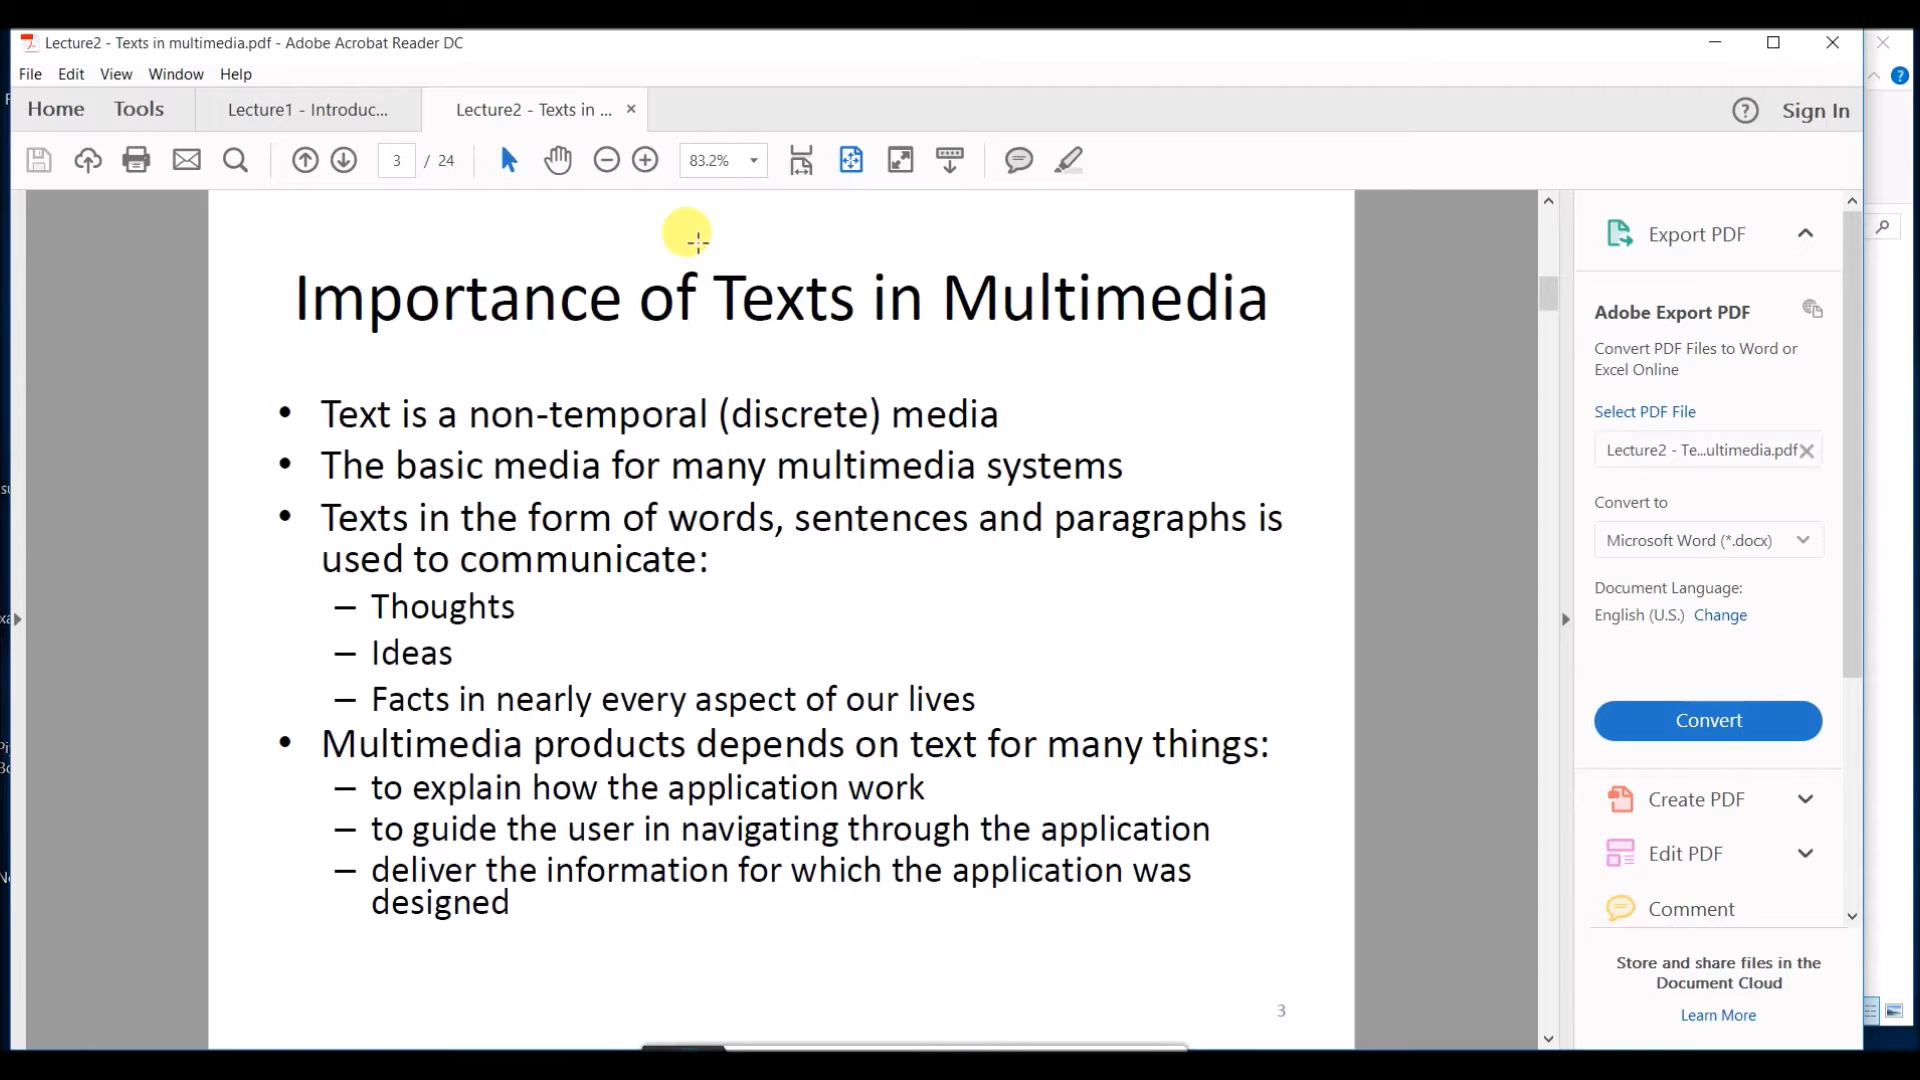 Lecture2 - Texts in multimedia.pdf - Adobe Acrobat Reader DC
File Edit View Window Help
Home Tools Lecture1 - Introduc... Lecture2 - Texts in ... × Sign In
3 / 24 83.2%
Importance of Texts in Multimedia
• Text is a non-temporal (discrete) media
• The basic media for many multimedia systems
• Texts in the form of words, sentences and paragraphs is
used to communicate:
– Thoughts
– Ideas
– Facts in nearly every aspect of our lives
• Multimedia products depends on text for many things:
– to explain how the application work
– to guide the user in navigating through the application
– deliver the information for which the application was
designed
3
Export PDF
Adobe Export PDF
Convert PDF Files to Word or
Excel Online
Select PDF File
Lecture2 - Te...ultimedia.pdf
Convert to
Microsoft Word (*.docx)
Document Language:
English (U.S.) Change
Convert
Create PDF
Edit PDF
Comment
Store and share files in the
Document Cloud
Learn More